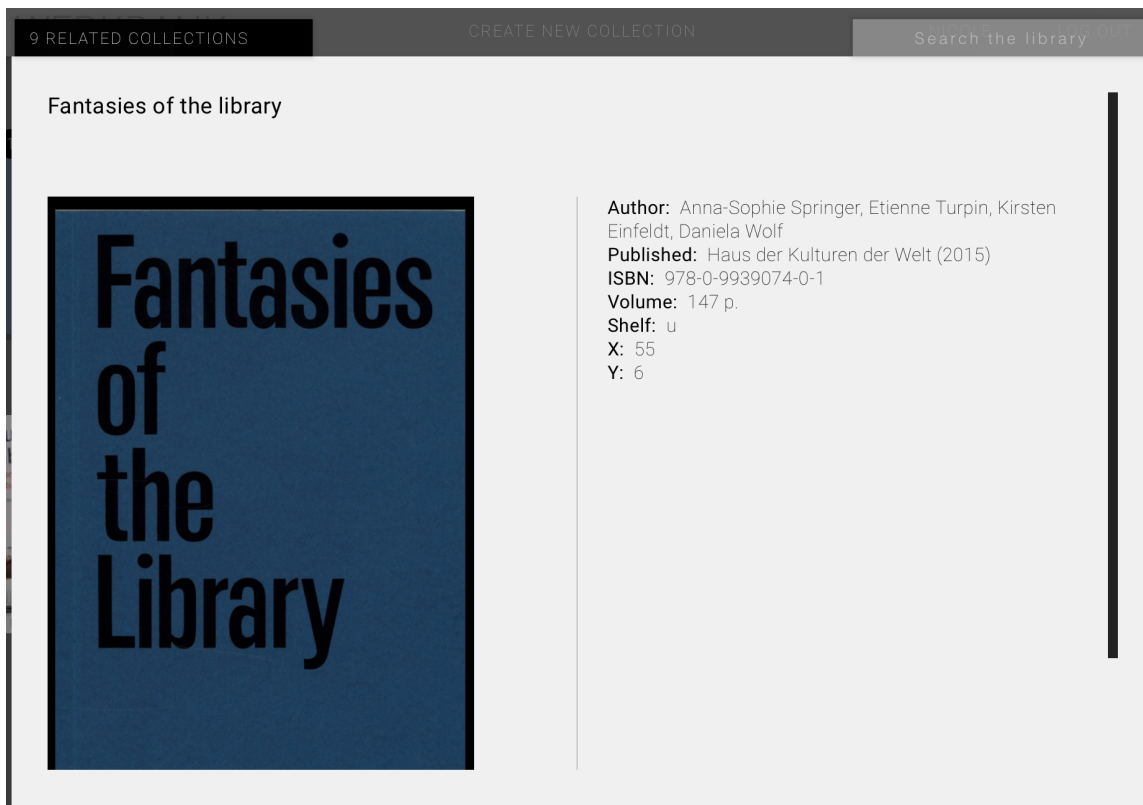 9 RELATED COLLECTIONS
CREATE NEW COLLECTION
Search the library
OUT
Fantasies of the library
Fantasies
of
the
Library
Author: Anna-Sophie Springer, Etienne Turpin, Kirsten
Einfeldt, Daniela Wolf
Published: Haus der Kulturen der Welt (2015)
ISBN: 978-0-9939074-0-1
Volume: 147 p.
Shelf: u
X: 55
Y: 6